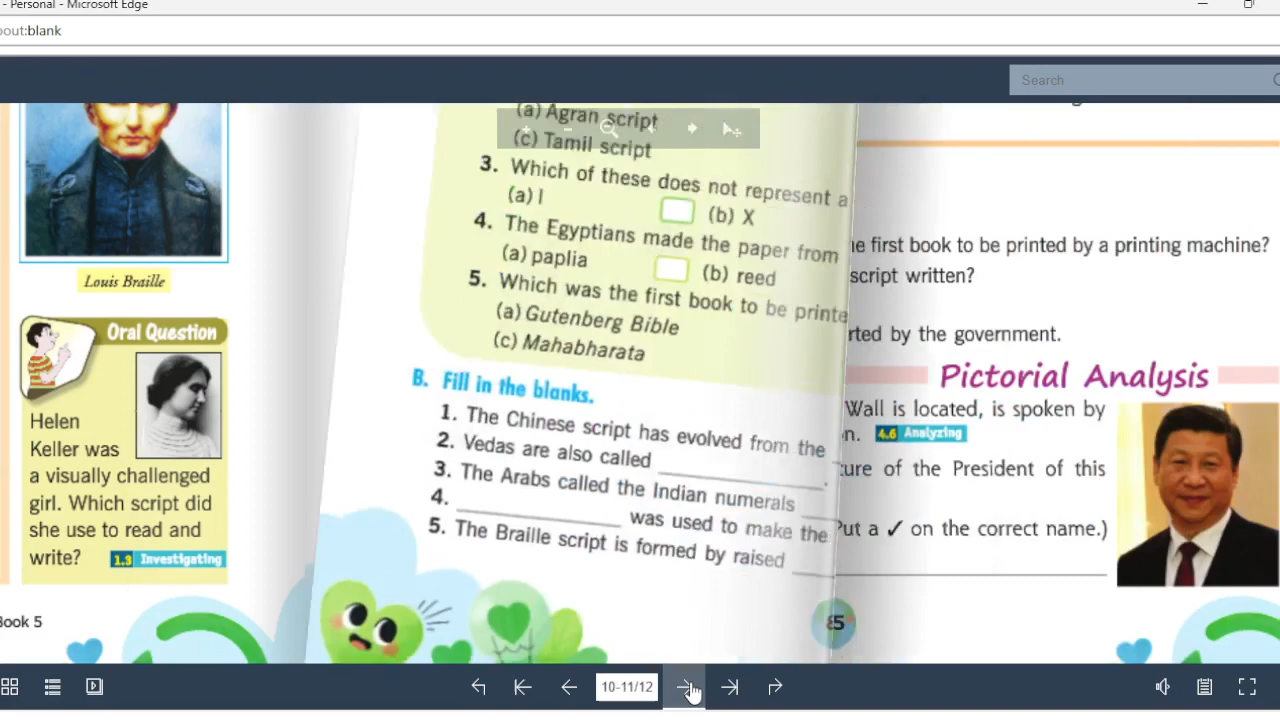 - Personal - Microsoft Edge
out:blank
Search
Louis Braille
Oral Question
Helen
Keller was
a visually challenged
girl. Which script did
she use to read and
write? 1.3 Investigating
Book 5
(a) Agran script
(c) Tamil script
3. Which of these does not represent a
(a) I (b) X
4. The Egyptians made the paper from
(a) paplia (b) reed
5. Which was the first book to be printe
(a) Gutenberg Bible
(c) Mahabharata
B. Fill in the blanks.
1. The Chinese script has evolved from the
2. Vedas are also called ____________.
3. The Arabs called the Indian numerals ____
4. ____________ was used to make the
5. The Braille script is formed by raised ____
85
e first book to be printed by a printing machine?
script written?
rted by the government.
Pictorial Analysis
Wall is located, is spoken by
n. 4.6 Analyzing
ture of the President of this
Put a ✓ on the correct name.)
10-11/12